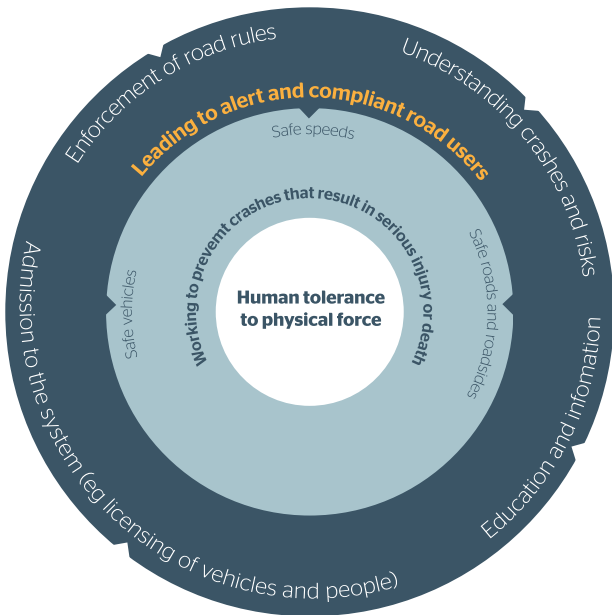 Enforcement of road rules
Understanding crashes and risks
Education and infomation
Admission to the system (eg licensing of vehicles and people)
Leading to alert and compliant road users
Safe speeds
Safe roads and roadsides
Safe vehicles
Working to prevemt crashes that result in serious injury or death
Human tolerance
to physical force